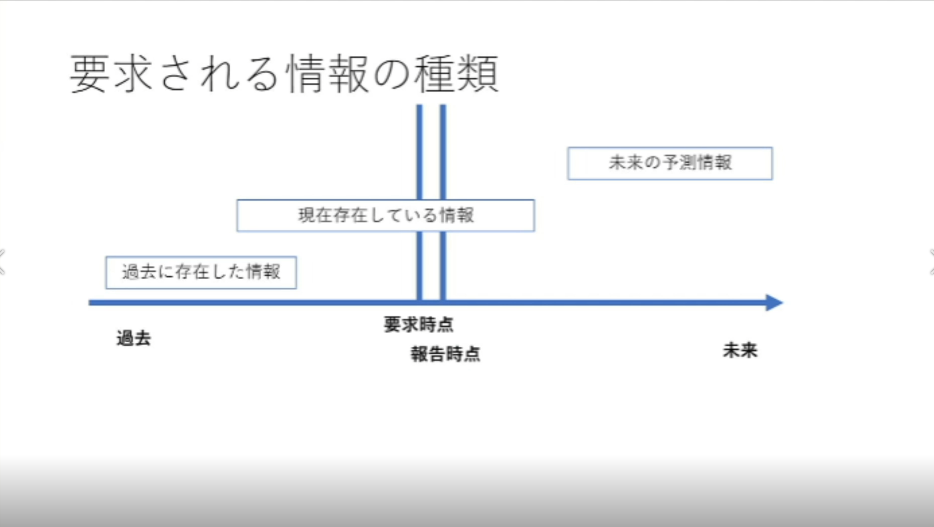 要求される情報の種類
未来の予測情報
現在存在している情報
過去に存在した情報
要求時点
過去
報告時点
未来